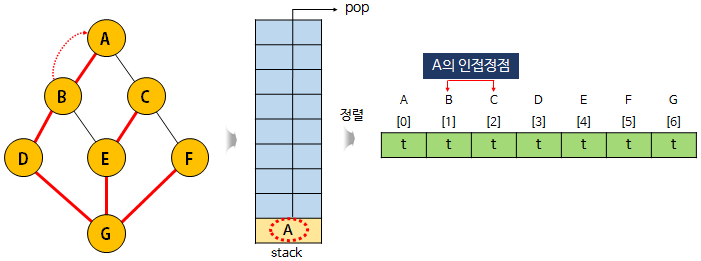 pop
A
B
C
D
E
F
G
A
stack
정렬
A의 인접정점
A B C D E F G
[0] [1] [2] [3] [4] [5] [6]
t t t t t t t